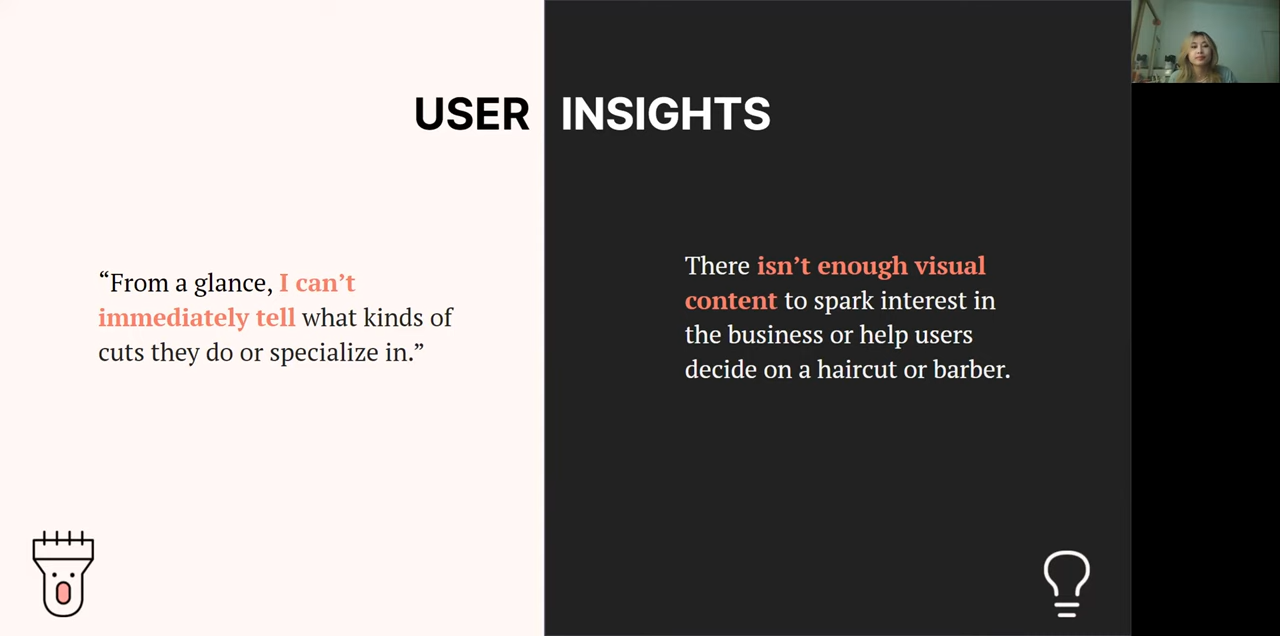 USER INSIGHTS
“From a glance, I can’t
immediately tell what kinds of
cuts they do or specialize in.”
There isn’t enough visual
content to spark interest in
the business or help users
decide on a haircut or barber.